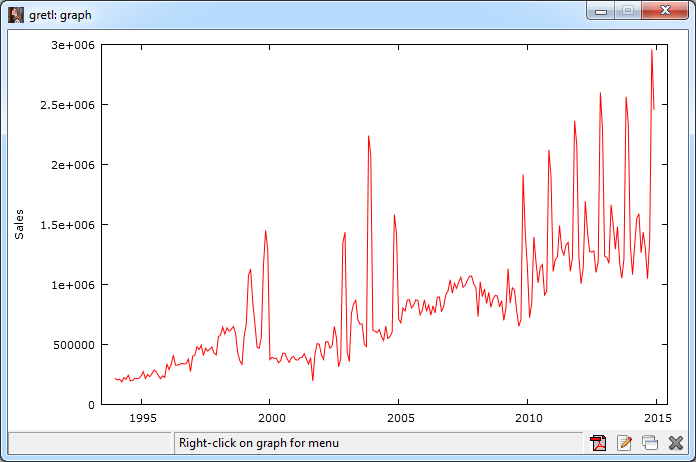 gretl: graph
3e+006
2.5e+006
2e+006
1.5e+006
1e+006
500000
0
Sales
1995 2000 2005 2010 2015
Right-click on graph for menu